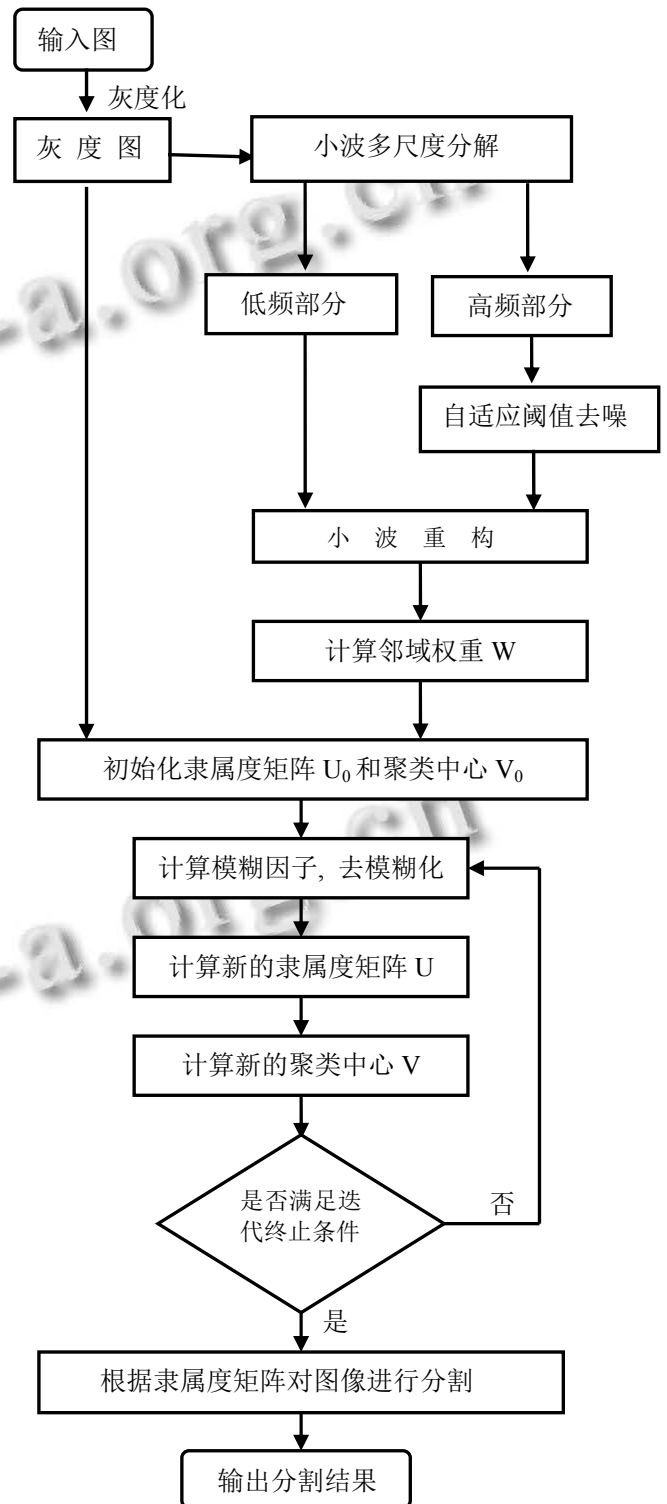 输入图
灰度化
灰 度 图
小波多尺度分解
低频部分
高频部分
自适应阈值去噪
小 波 重 构
计算邻域权重 W
初始化隶属度矩阵 U₀ 和聚类中心 V₀
计算模糊因子, 去模糊化
计算新的隶属度矩阵 U
计算新的聚类中心 V
是否满足迭
代终止条件
否
是
根据隶属度矩阵对图像进行分割
输出分割结果
-a.org.cn
-a.org.cn